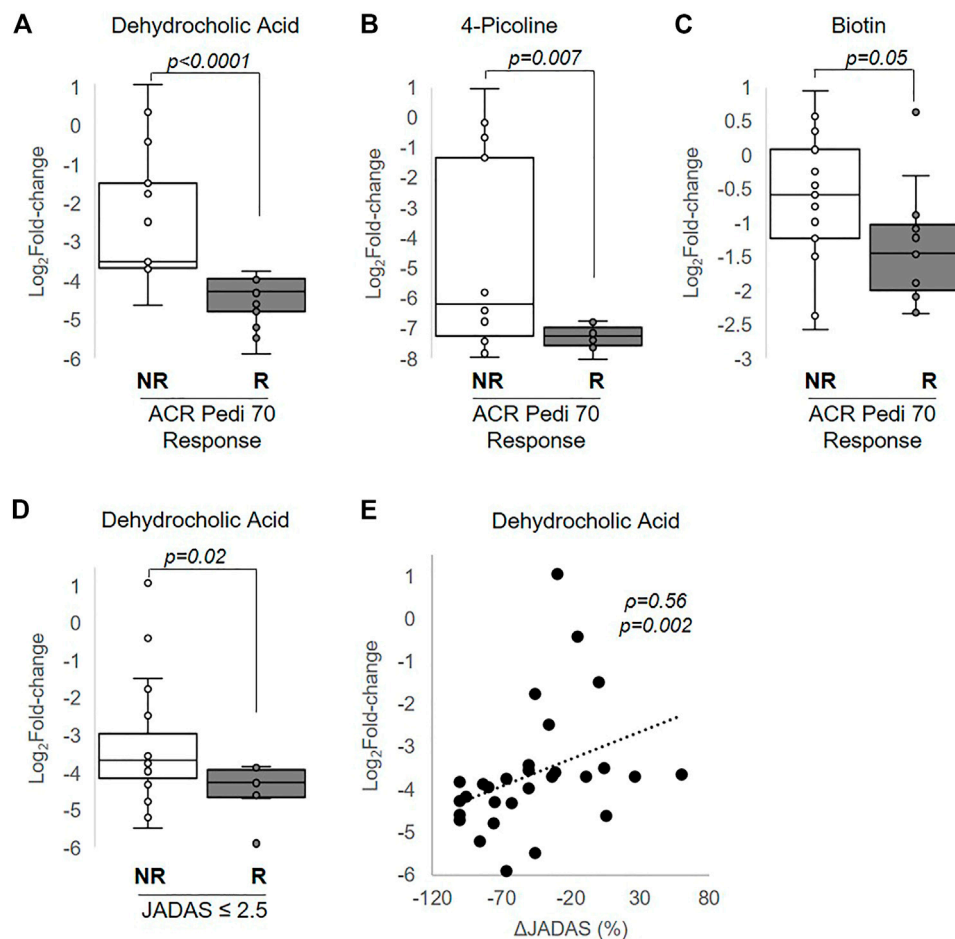 A
Dehydrocholic Acid
p<0.0001
Log₂Fold-change
1
0
-1
-2
-3
-4
-5
-6
NR R
ACR Pedi 70
Response
B
4-Picoline
p=0.007
Log₂Fold-change
1
0
-1
-2
-3
-4
-5
-6
-7
-8
NR R
ACR Pedi 70
Response
C
Biotin
p=0.05
Log₂Fold-change
1
0.5
0
-0.5
-1
-1.5
-2
-2.5
-3
NR R
ACR Pedi 70
Response
D
Dehydrocholic Acid
p=0.02
Log₂Fold-change
1
0
-1
-2
-3
-4
-5
-6
NR R
JADAS ≤ 2.5
E
Dehydrocholic Acid
ρ=0.56
p=0.002
Log₂Fold-change
1
0
-1
-2
-3
-4
-5
-6
-120 -70 -20 30 80
ΔJADAS (%)